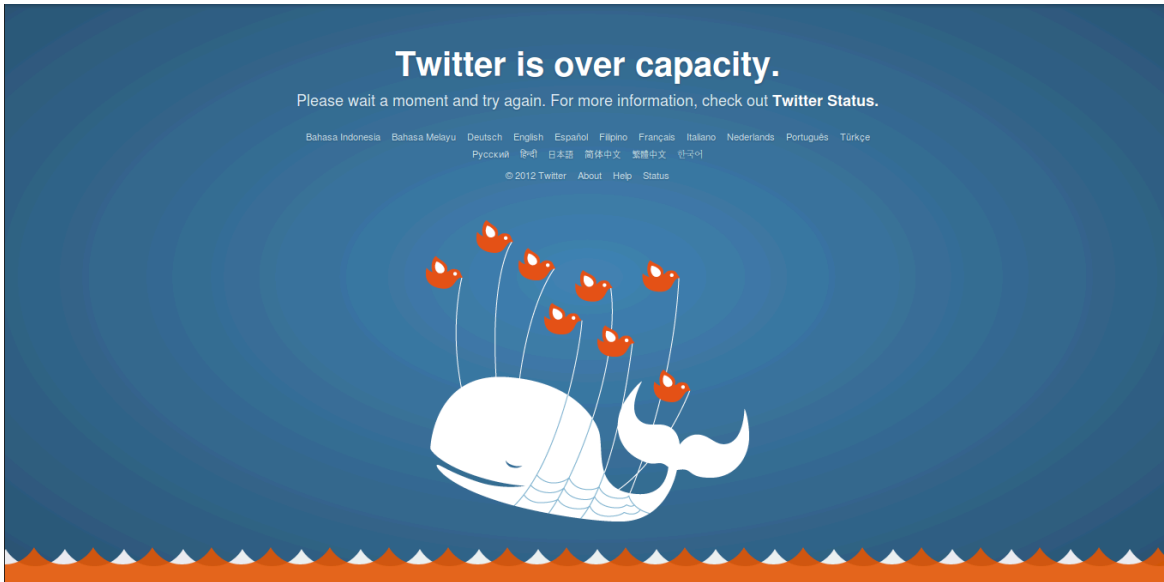 Twitter is over capacity.
Please wait a moment and try again. For more information, check out Twitter Status.
Bahasa Indonesia Bahasa Melayu Deutsch English Español Filipino Français Italiano Nederlands Português Türkçe
Русский हिन्दी 日本語 简体中文 繁體中文 한국어
© 2012 Twitter About Help Status